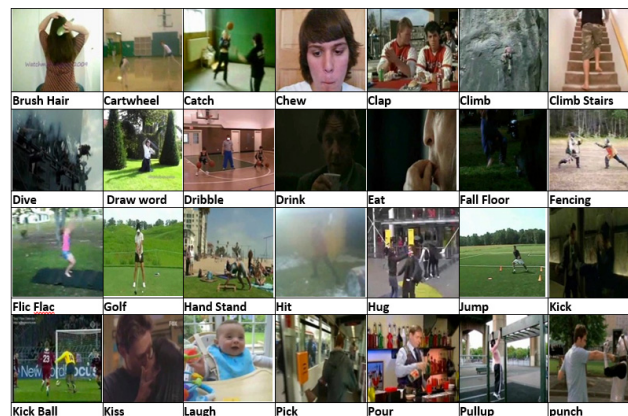 Brush Hair Cartwheel Catch Chew Clap Climb Climb Stairs
Dive Draw word Dribble Drink Eat Fall Floor Fencing
Flic Flac Golf Hand Stand Hit Hug Jump Kick
Kick Ball Kiss Laugh Pick Pour Pullup punch